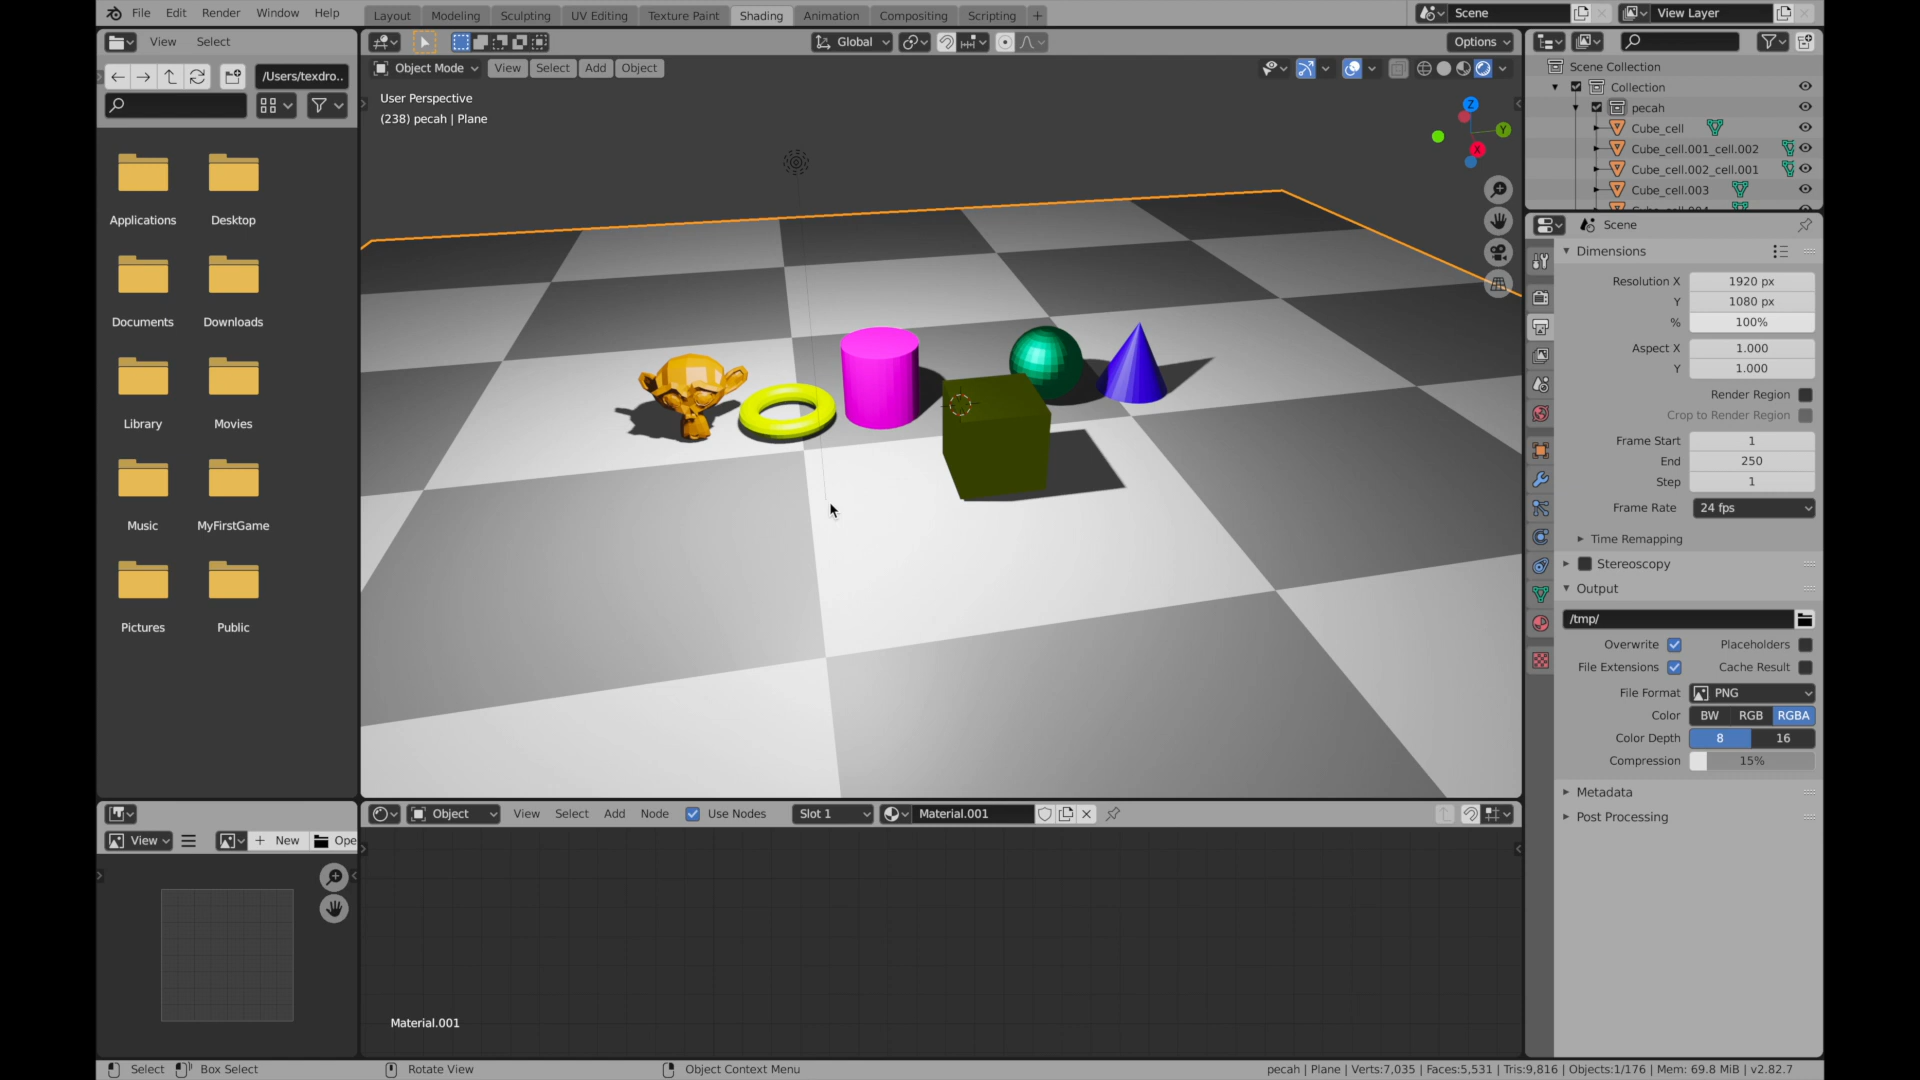 File Edit Render Window Help
Layout Modeling Sculpting UV Editing Texture Paint Shading Animation Compositing Scripting +
Scene
View Layer
View Select
Global
Options
/Users/texdro..
Object Mode View Select Add Object
User Perspective
(238) pecah | Plane
Z
Y
X
Applications
Desktop
Documents
Downloads
Library
Movies
Music
MyFirstGame
Pictures
Public
Scene Collection
Collection
pecah
Cube_cell
Cube_cell.001_cell.002
Cube_cell.002_cell.001
Cube_cell.003
Scene
Dimensions
Resolution X 1920 px
Y 1080 px
% 100%
Aspect X 1.000
Y 1.000
Render Region
Crop to Render Region
Frame Start 1
End 250
Step 1
Frame Rate 24 fps
Time Remapping
Stereoscopy
Output
/tmp/
Overwrite Placeholders
File Extensions Cache Result
File Format PNG
Color BW RGB RGBA
Color Depth 8 16
Compression 15%
Metadata
Post Processing
View + New Ope
Object View Select Add Node Use Nodes Slot 1 Material.001
Material.001
Select Box Select Rotate View Object Context Menu
pecah | Plane | Verts:7,035 | Faces:5,531 | Tris:9,816 | Objects:1/176 | Mem: 69.8 MiB | v2.82.7